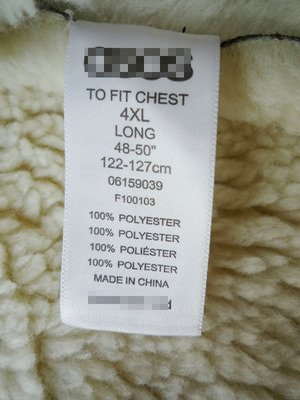 TO FIT CHEST
4XL
LONG
48-50"
122-127cm
06159039
F100103
100% POLYESTER
100% POLYESTER
100% POLIÉSTER
100% POLYESTER
MADE IN CHINA